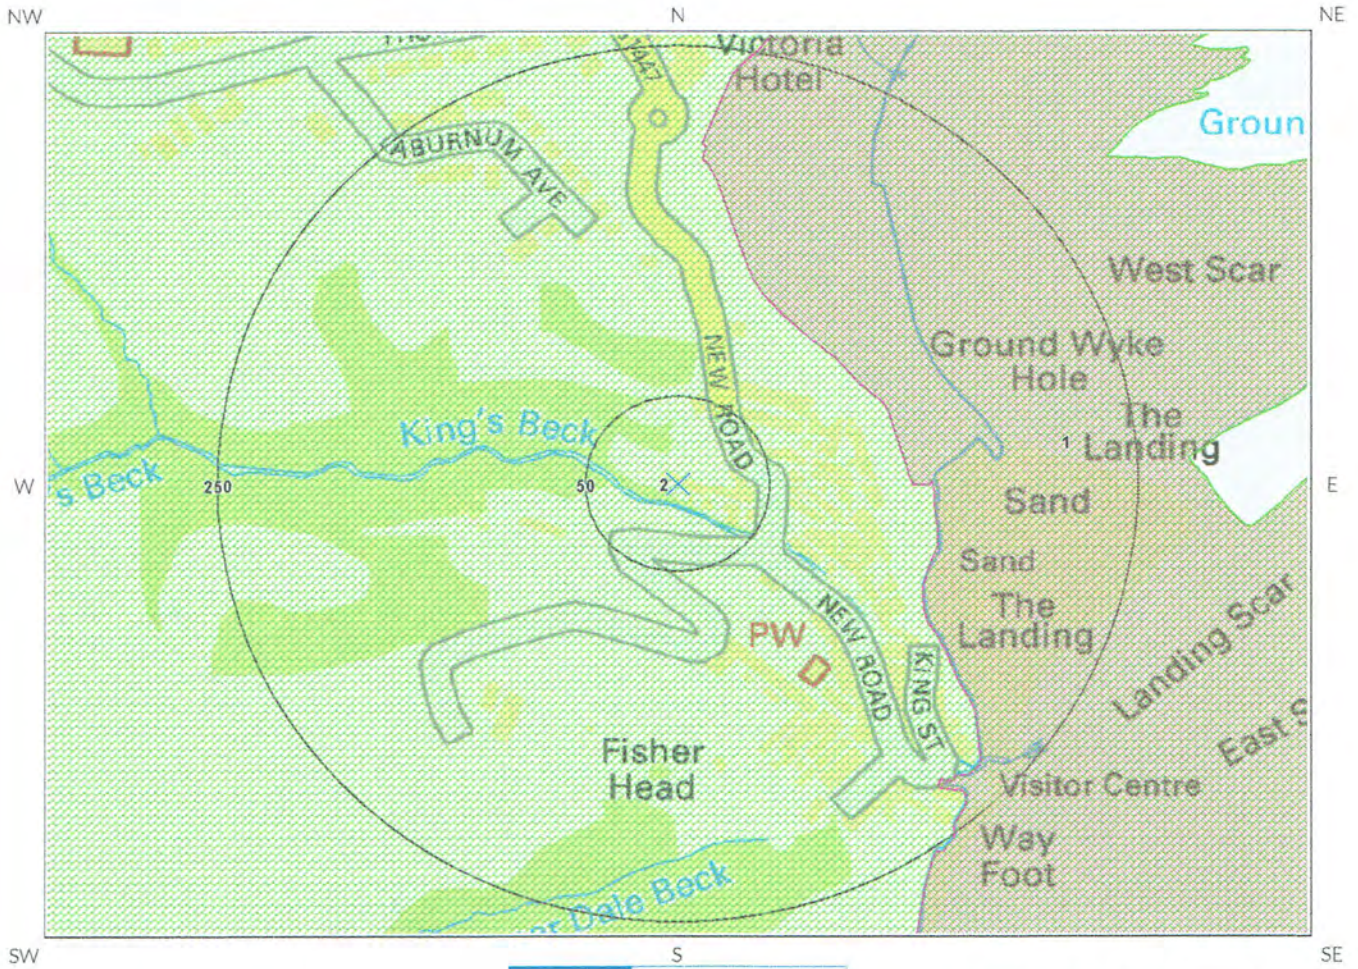 NW
N
NE
Victoria
Hotel
A447
ABURNUM AVE
Groun
West Scar
Ground Wyke
Hole
NEW ROAD
The
Landing
1
King's Beck
s Beck
W
250
50
2
E
Sand
Sand
The
Landing
PW
NEW ROAD
KING ST
Landing Scar
East S
Fisher
Head
Visitor Centre
Way
Foot
er Dale Beck
SW
S
SE